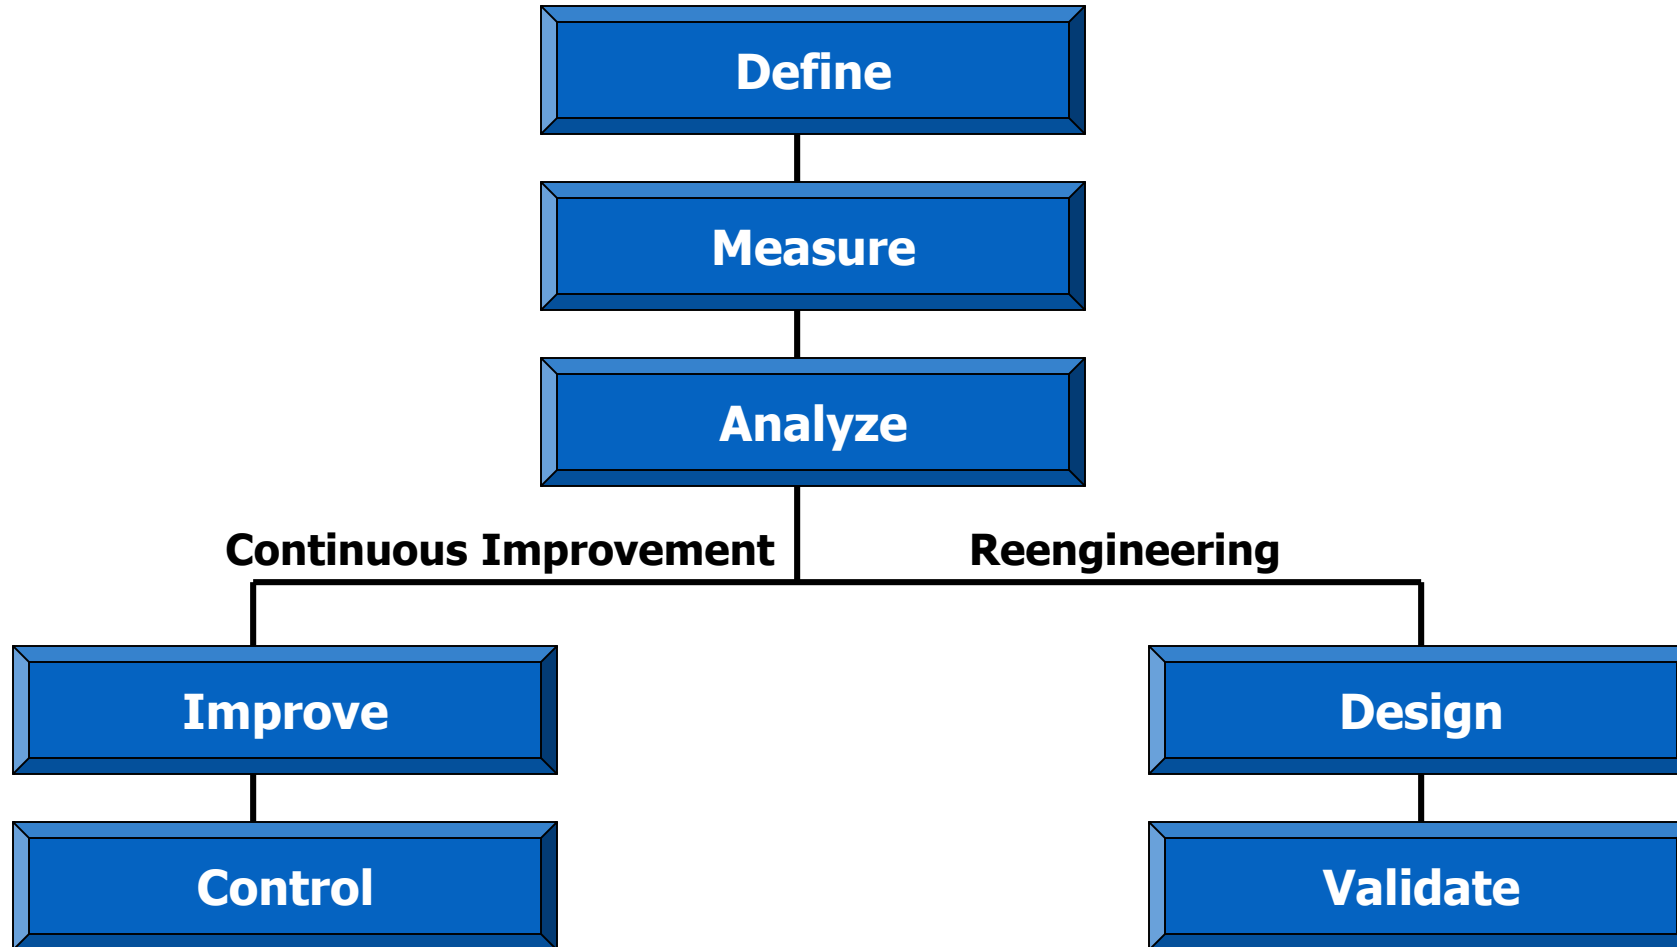 Define
Measure
Analyze
Continuous Improvement
Reengineering
Improve
Design
Control
Validate